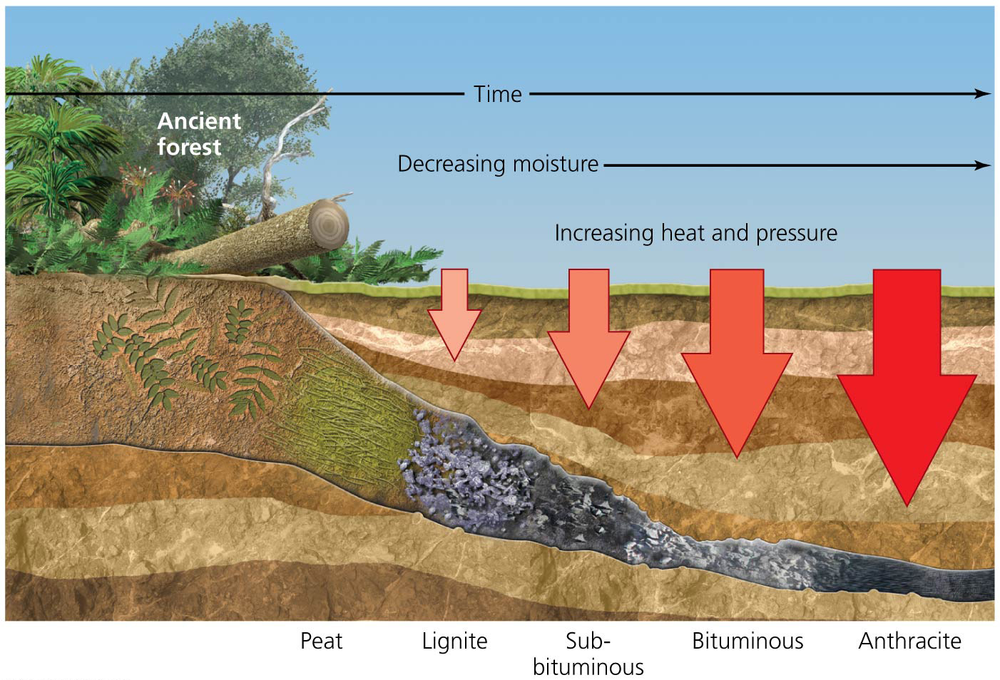 Time
Ancient
forest
Decreasing moisture
Increasing heat and pressure
Peat
Lignite
Sub-
bituminous
Bituminous
Anthracite